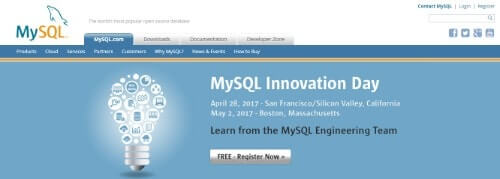 Contact MySQL | Login | Register
MySQL
The world's most popular open source database
MySQL.com Downloads Documentation Developer Zone
Products Cloud Services Partners Customers Why MySQL? News & Events How to Buy
MySQL Innovation Day
April 28, 2017 - San Francisco/Silicon Valley, California
May 2, 2017 - Boston, Massachusetts
Learn from the MySQL Engineering Team
FREE - Register Now »